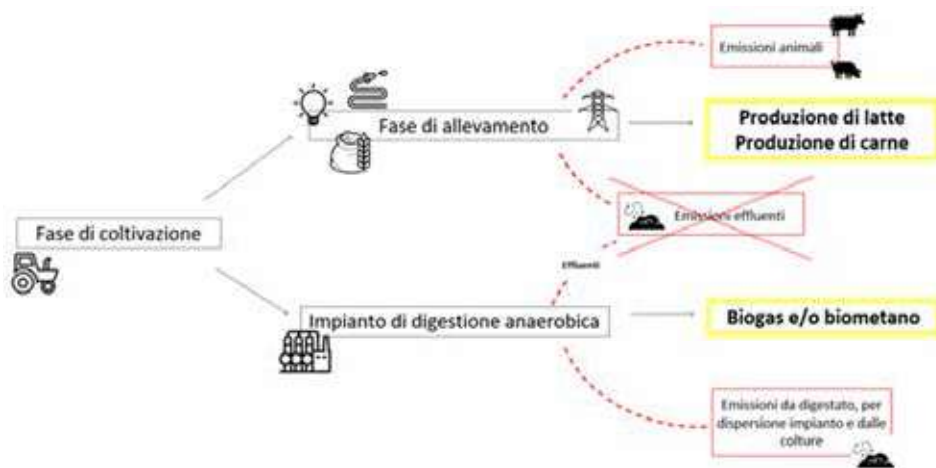 Emissioni animali
Fase di allevamento
Produzione di latte
Produzione di carne
Emissioni effluenti
Fase di coltivazione
Effluenti
Impianto di digestione anaerobica
Biogas e/o biometano
Emissioni da digestato, per
dispersione impianto e dalle
colture